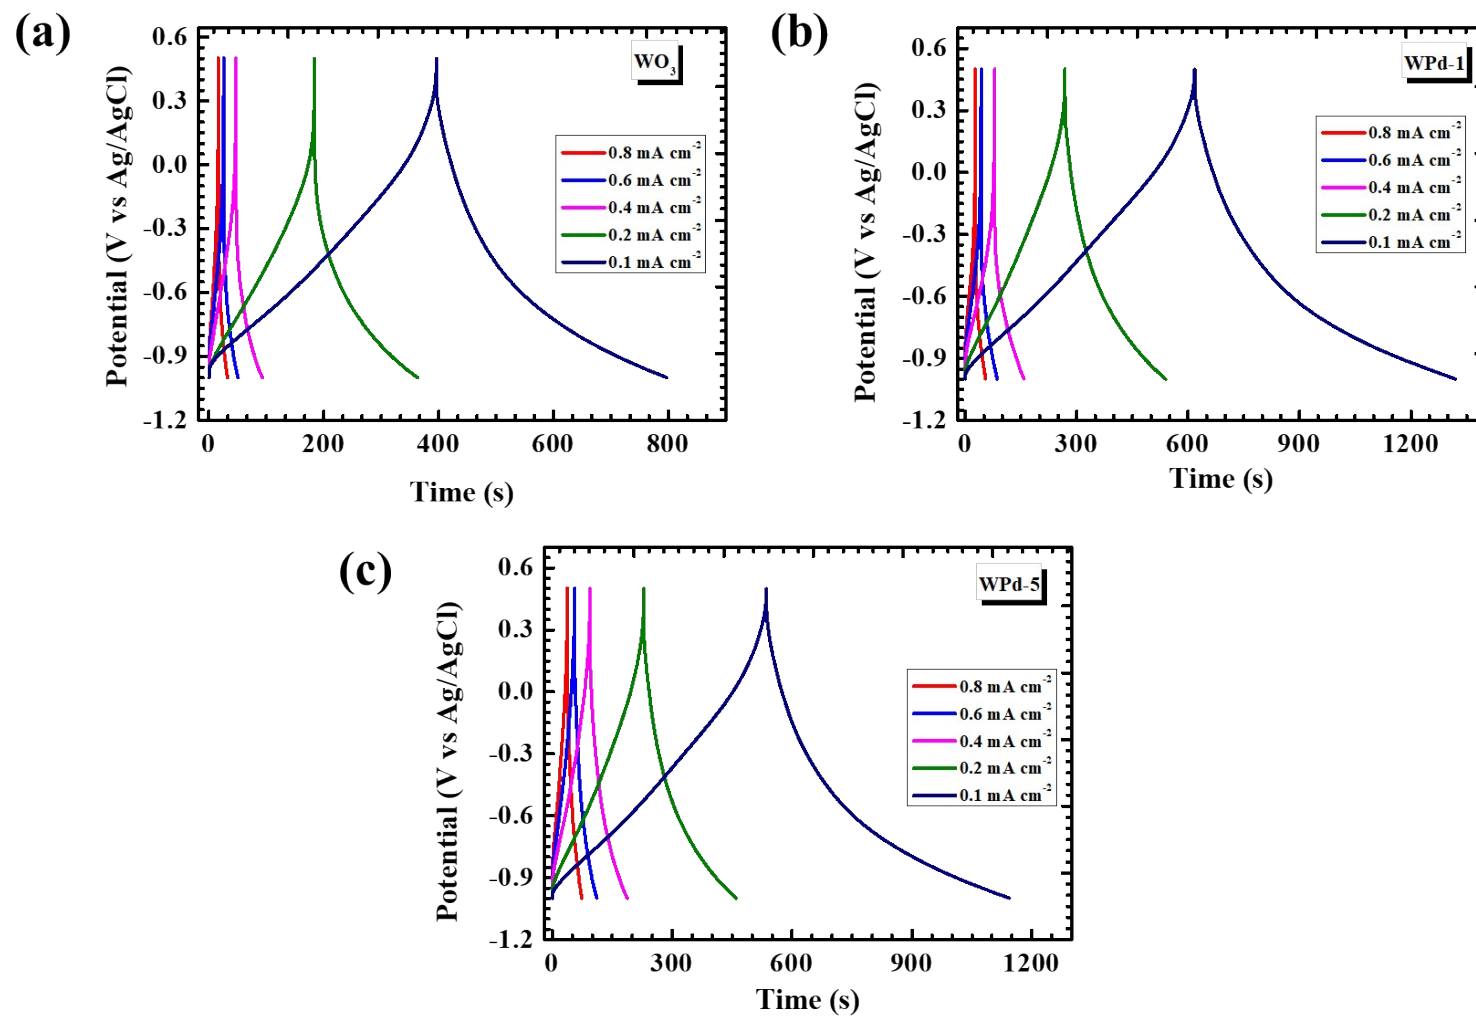 (a)
Potential (V vs Ag/AgCl)
0.6
0.3
0.0
-0.3
-0.6
-0.9
-1.2
WO₃
0.8 mA cm⁻²
0.6 mA cm⁻²
0.4 mA cm⁻²
0.2 mA cm⁻²
0.1 mA cm⁻²
0 200 400 600 800
Time (s)
(b)
Potential (V vs Ag/AgCl)
0.6
0.3
0.0
-0.3
-0.6
-0.9
-1.2
WPd-1
0.8 mA cm⁻²
0.6 mA cm⁻²
0.4 mA cm⁻²
0.2 mA cm⁻²
0.1 mA cm⁻²
0 300 600 900 1200
Time (s)
(c)
Potential (V vs Ag/AgCl)
0.6
0.3
0.0
-0.3
-0.6
-0.9
-1.2
WPd-5
0.8 mA cm⁻²
0.6 mA cm⁻²
0.4 mA cm⁻²
0.2 mA cm⁻²
0.1 mA cm⁻²
0 300 600 900 1200
Time (s)